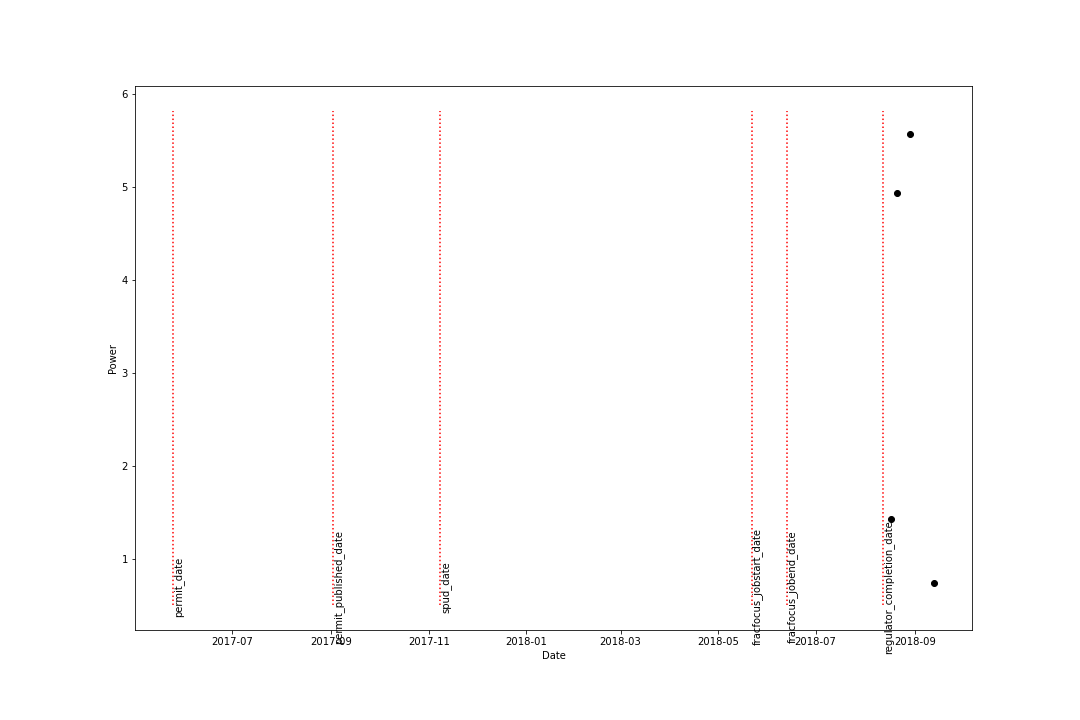 6
5
4
3
2
1
Power
permit_date
permit_published_date
spud_date
fracfocus_jobstart_date
fracfocus_jobend_date
regulator_completion_date
2017-07
2017-09
2017-11
2018-01
2018-03
2018-05
2018-07
2018-09
Date